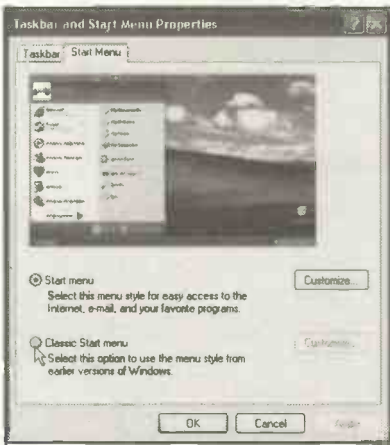 Taskbar and Start Menu Properties
Taskbar
Start Menu
Start menu
Customize...
Select this menu style for easy access to the
Internet, e-mail, and your favorite programs.
Classic Start menu
Customize...
Select this option to use the menu style from
earlier versions of Windows.
OK
Cancel
Apply